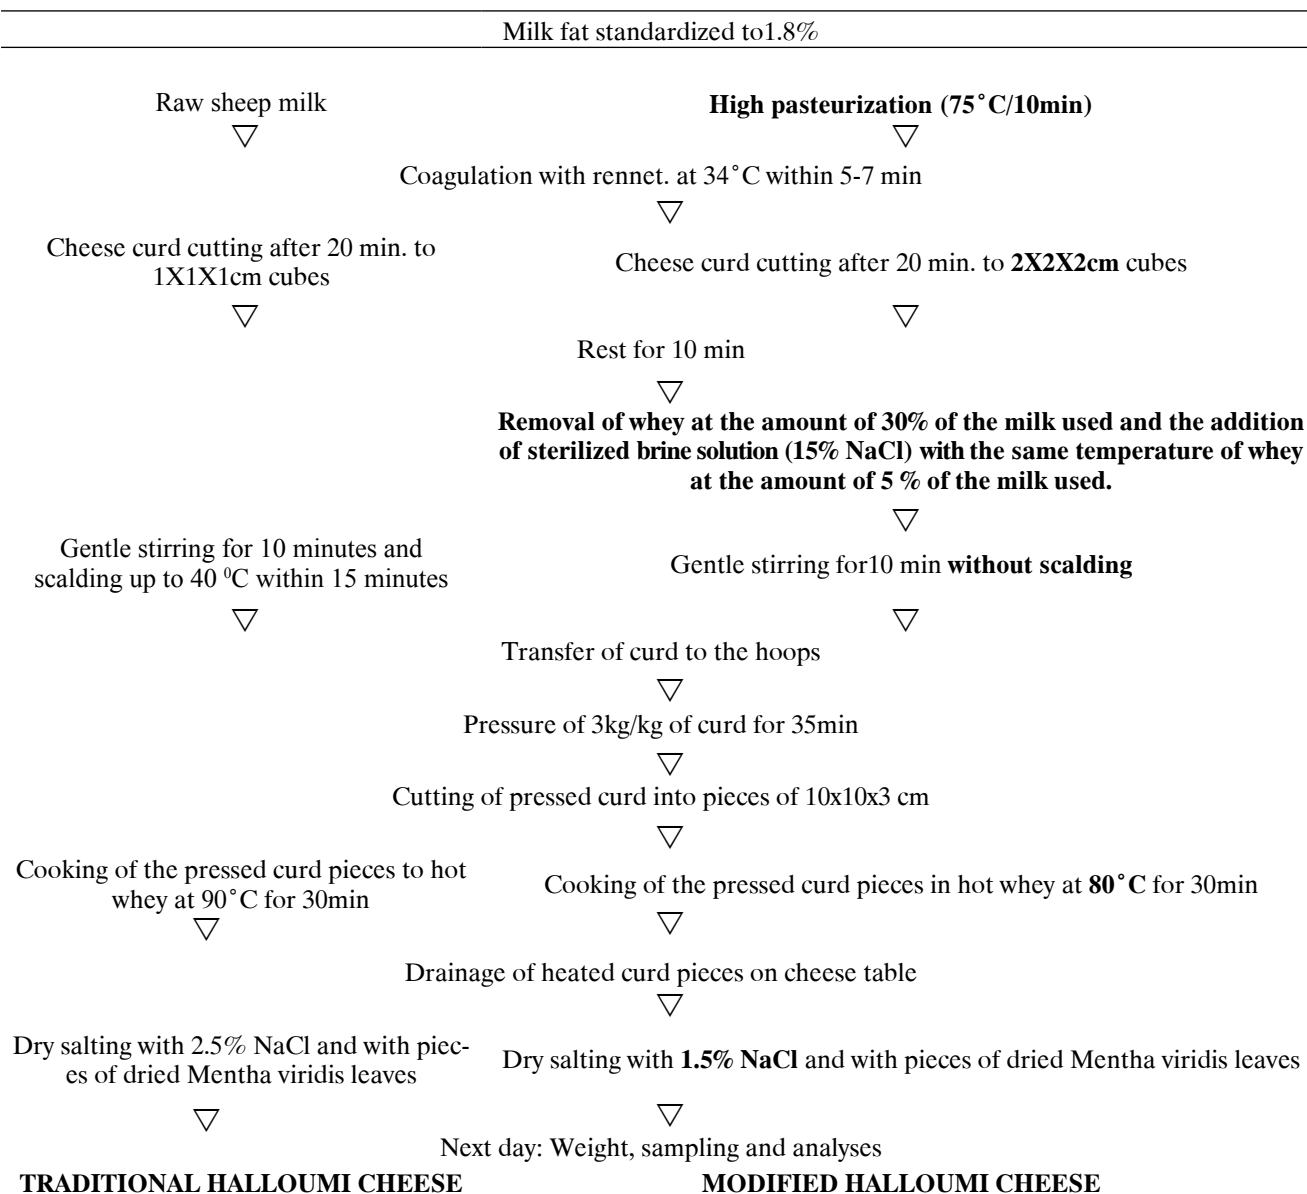 Milk fat standardized to1.8%
Raw sheep milk
High pasteurization (75˚C/10min)
Coagulation with rennet. at 34˚C within 5-7 min
Cheese curd cutting after 20 min. to
1X1X1cm cubes
Cheese curd cutting after 20 min. to 2X2X2cm cubes
Rest for 10 min
Removal of whey at the amount of 30% of the milk used and the addition
of sterilized brine solution (15% NaCl) with the same temperature of whey
at the amount of 5 % of the milk used.
Gentle stirring for 10 minutes and
scalding up to 40 ⁰C within 15 minutes
Gentle stirring for10 min without scalding
Transfer of curd to the hoops
Pressure of 3kg/kg of curd for 35min
Cutting of pressed curd into pieces of 10x10x3 cm
Cooking of the pressed curd pieces to hot
whey at 90˚C for 30min
Cooking of the pressed curd pieces in hot whey at 80˚C for 30min
Drainage of heated curd pieces on cheese table
Dry salting with 2.5% NaCl and with piec-
es of dried Mentha viridis leaves
Dry salting with 1.5% NaCl and with pieces of dried Mentha viridis leaves
Next day: Weight, sampling and analyses
TRADITIONAL HALLOUMI CHEESE
MODIFIED HALLOUMI CHEESE